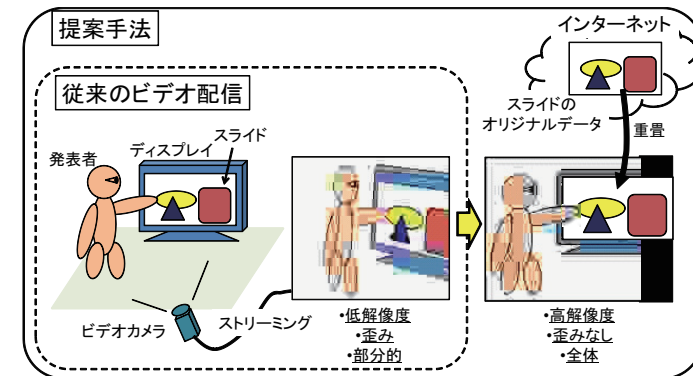 提案手法
従来のビデオ配信
発表者
ディスプレイ
スライド
ビデオカメラ
ストリーミング
•低解像度
•歪み
•部分的
インターネット
スライドの
オリジナルデータ
重畳
•高解像度
•歪みなし
•全体